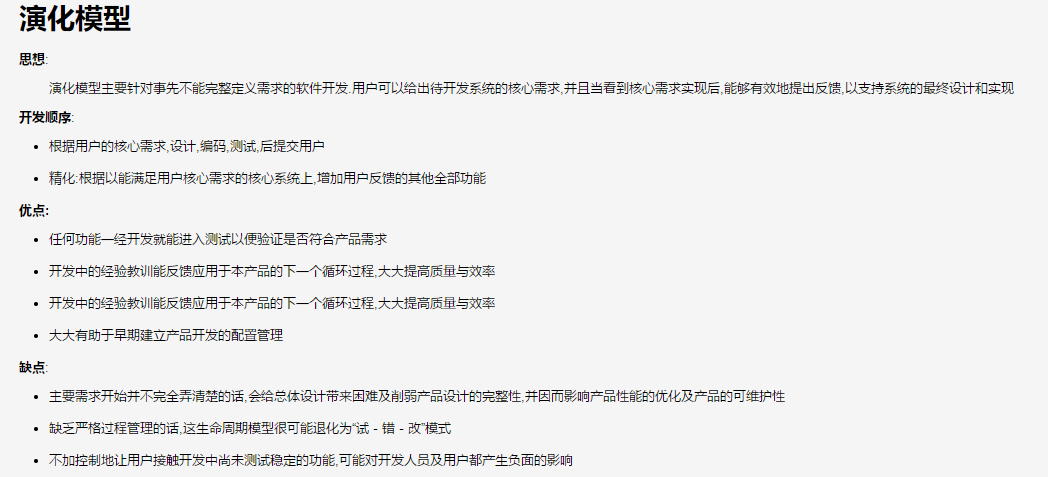 演化模型
思想:
演化模型主要针对事先不能完整定义需求的软件开发.用户可以给出待开发系统的核心需求,并且当看到核心需求实现后,能够有效地提出反馈,以支持系统的最终设计和实现
开发顺序:
• 根据用户的核心需求,设计,编码,测试,后提交用户
• 精化:根据以能满足用户核心需求的核心系统上,增加用户反馈的其他全部功能
优点:
• 任何功能一经开发就能进入测试以便验证是否符合产品需求
• 开发中的经验教训能反馈应用于本产品的下一个循环过程,大大提高质量与效率
• 开发中的经验教训能反馈应用于本产品的下一个循环过程,大大提高质量与效率
• 大大有助于早期建立产品开发的配置管理
缺点:
• 主要需求开始并不完全弄清楚的话,会给总体设计带来困难及削弱产品设计的完整性,并因而影响产品性能的优化及产品的可维护性
• 缺乏严格过程管理的话,这生命周期模型很可能退化为“试 - 错 - 改”模式
• 不加控制地让用户接触开发中尚未测试稳定的功能,可能对开发人员及用户都产生负面的影响